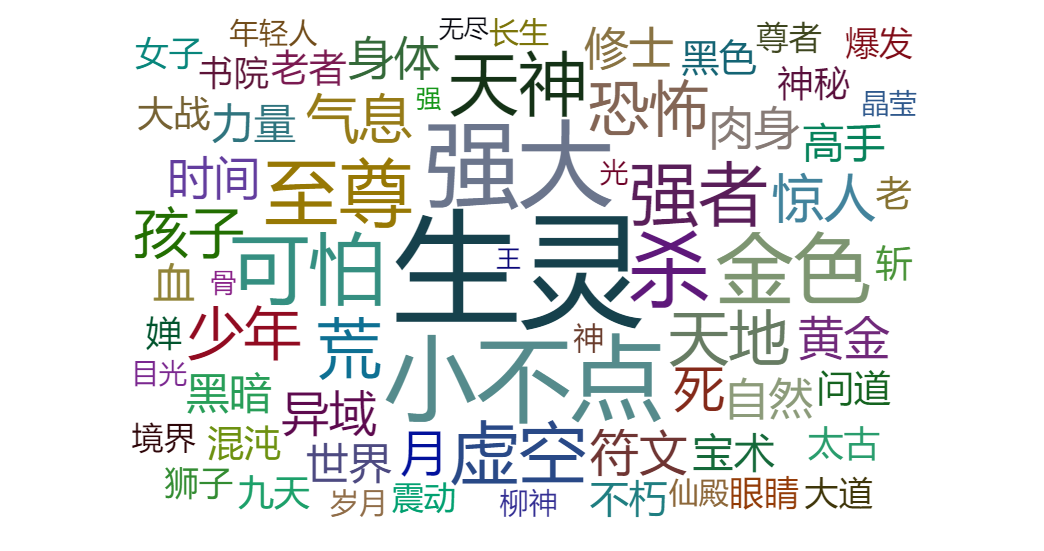 无尽
长生
年轻人
女子
书院
老者
身体
天神
修士
黑色
尊者
爆发
神秘
晶莹
大战
力量
气息
强
强大
恐怖
肉身
高手
时间
至尊
光
强者
惊人
老
孩子
可怕
生灵
王
杀
金色
斩
血
骨
婵
少年
荒
小不点
神
天地
黄金
目光
黑暗
异域
死
自然
问道
境界
混沌
世界
月
虚空
符文
宝术
太古
狮子
九天
岁月
震动
柳神
不朽
仙殿
眼睛
大道